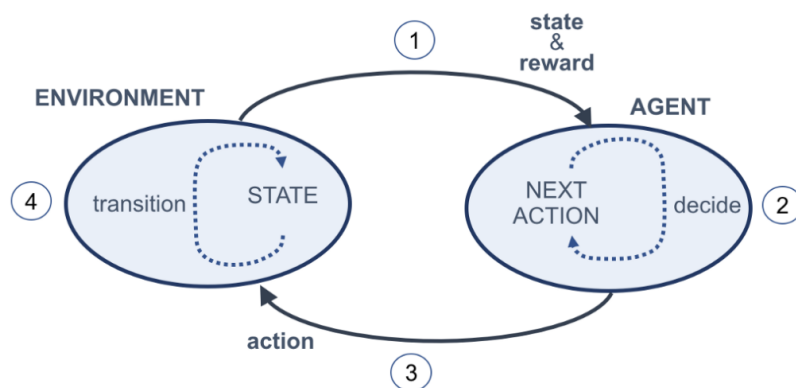 1
state
&
reward
ENVIRONMENT
AGENT
4
transition
STATE
NEXT
ACTION
decide
2
action
3